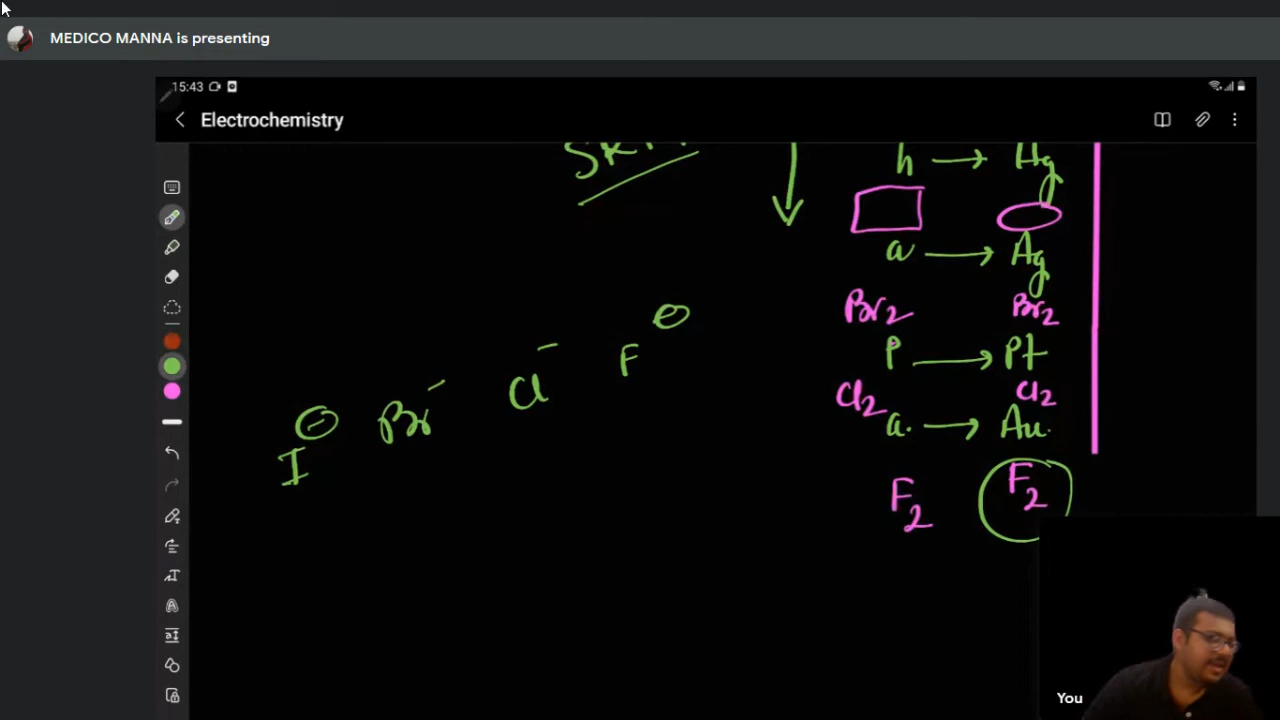 MEDICO MANNA is presenting
15:43
Electrochemistry
h → Hg
a → Ag
Br2 Br2
p → Pt
Cl2 Cl2
a. → Au.
F2 F2
I⊖ Br⁻ Cl⁻ F⊖
You